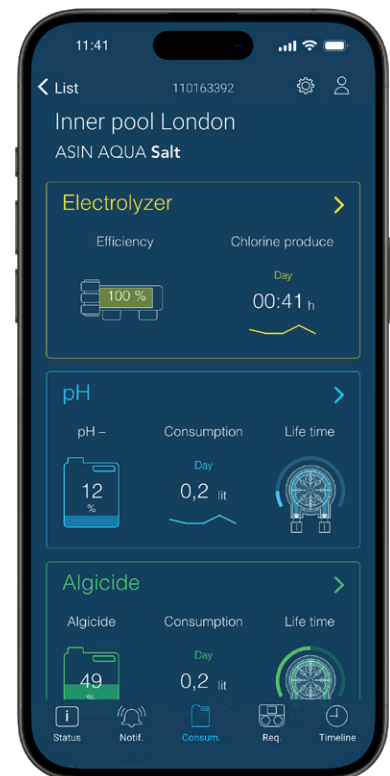 11:41
List 110163392
Inner pool London
ASIN AQUA Salt
Electrolyzer
Efficiency Chlorine produce
Day
100 % 00:41 h
pH
pH – Consumption Life time
Day
12 0,2 lit
%
Algicide
Algicide Consumption Life time
Day
49 0,2 lit
%
i
Status Notif. Consum. Req. Timeline